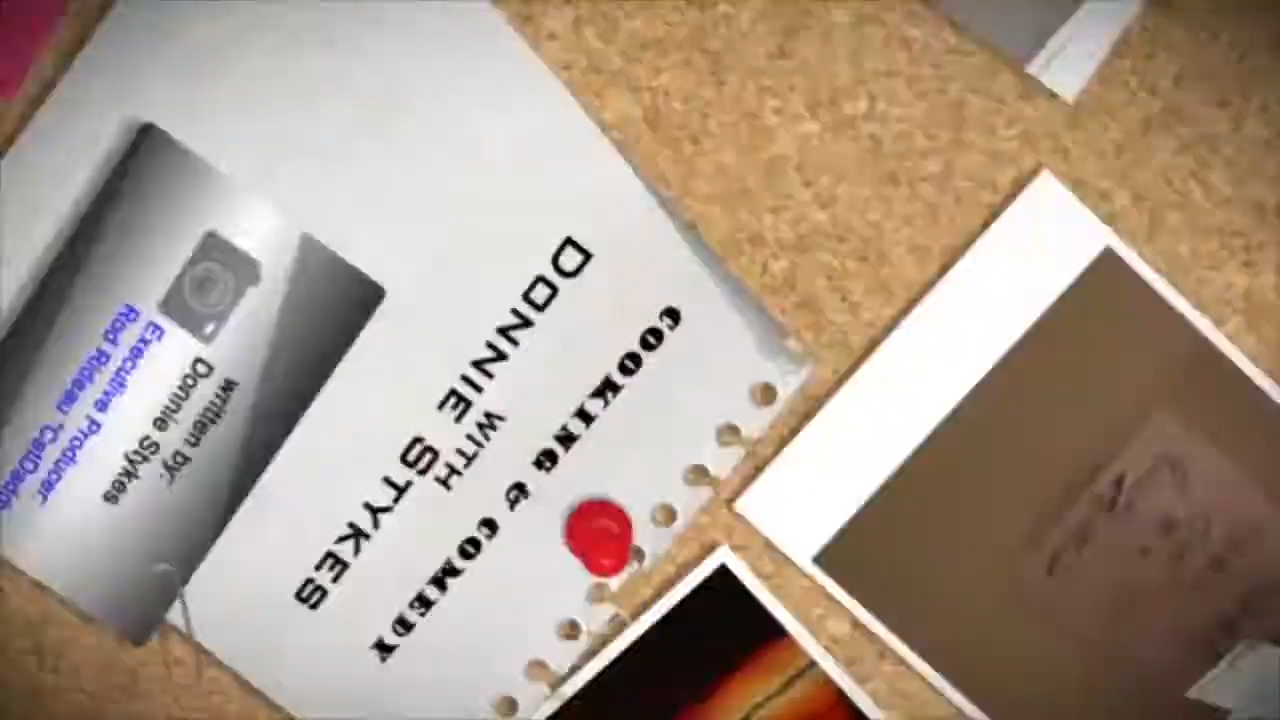 COOKING & COMEDY
WITH
DONNIE STYKES
written by:
Donnie Stykes
Executive Producer
Rod Rideau